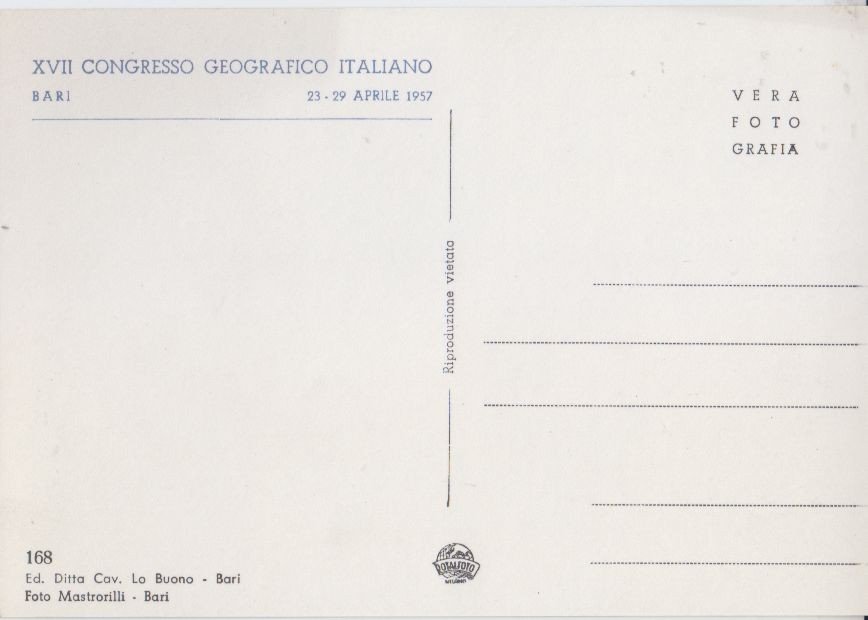 XVII CONGRESSO GEOGRAFICO ITALIANO
BARI 23 - 29 APRILE 1957
VERA
FOTO
GRAFIA
Riproduzione vietata
168
Ed. Ditta Cav. Lo Buono - Bari
Foto Mastrorilli - Bari
ROTALFOTO
MILANO